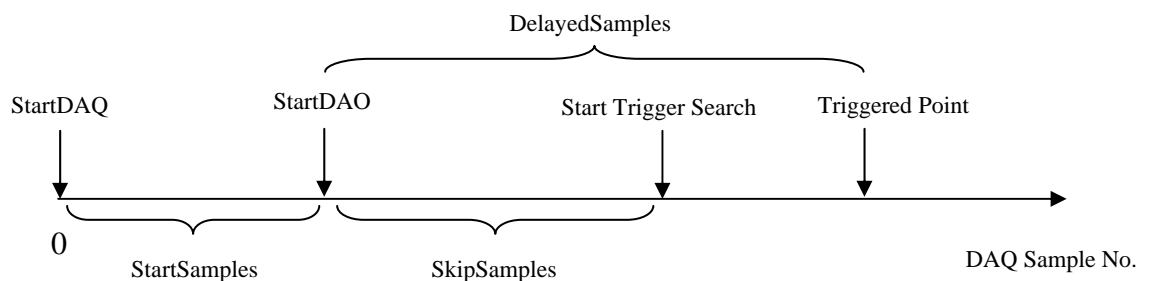 DelayedSamples
StartDAQ
StartDAO
Start Trigger Search
Triggered Point
0
StartSamples
SkipSamples
DAQ Sample No.